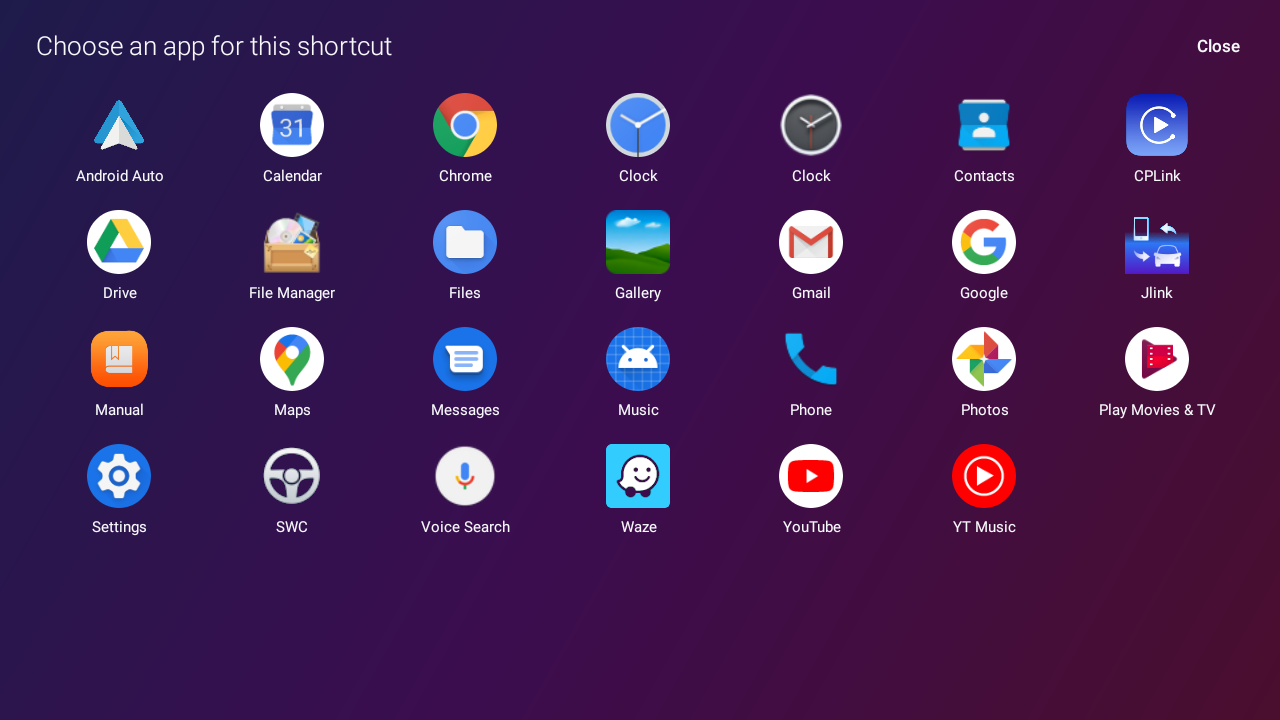 Choose an app for this shortcut
Close
31
Android Auto
Calendar
Chrome
Clock
Clock
Contacts
CPLink
Drive
File Manager
Files
Gallery
Gmail
Google
Jlink
Manual
Maps
Messages
Music
Phone
Photos
Play Movies & TV
Settings
SWC
Voice Search
Waze
YouTube
YT Music